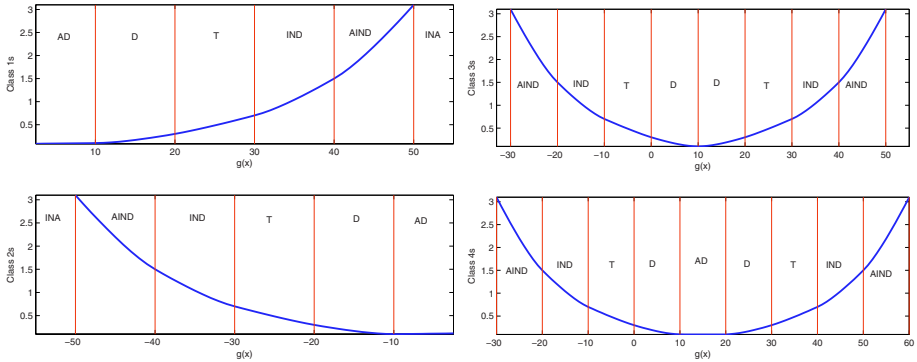 Class 1s
3
2.5
2
1.5
1
0.5
AD
D
T
IND
AIND
INA
10
20
30
40
50
g(x)
Class 3s
3
2.5
2
1.5
1
0.5
AIND
IND
T
D
D
T
IND
AIND
−30
−20
−10
0
10
20
30
40
50
g(x)
Class 2s
3
2.5
2
1.5
1
0.5
INA
AIND
IND
T
D
AD
−50
−40
−30
−20
−10
g(x)
Class 4s
3
2.5
2
1.5
1
0.5
AIND
IND
T
D
AD
D
T
IND
AIND
−30
−20
−10
0
10
20
30
40
50
60
g(x)